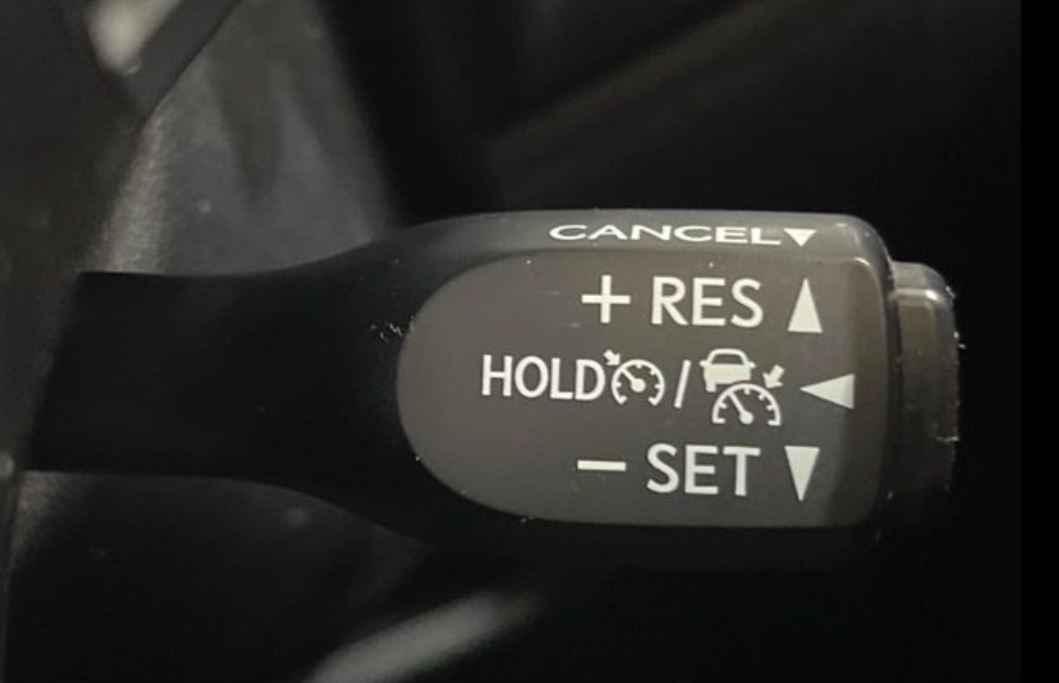 CANCEL▼
+ RES ▲
HOLD / ◀
− SET ▼